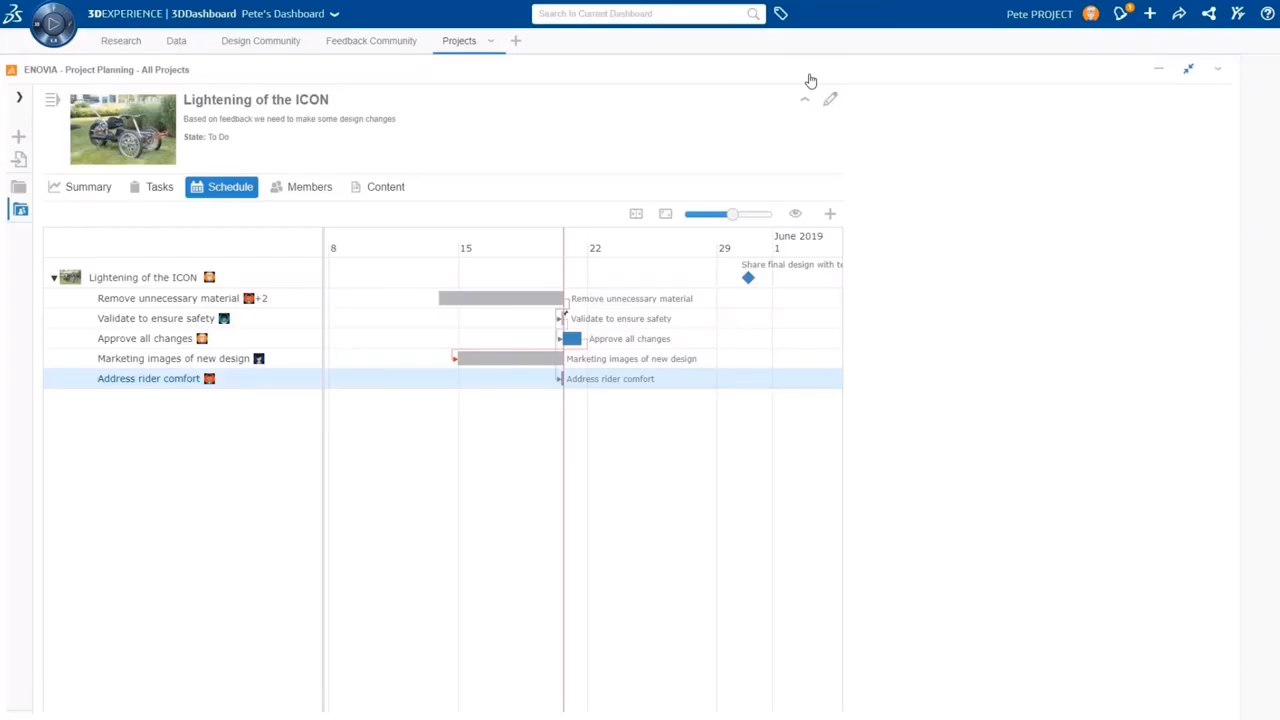 3DEXPERIENCE | 3DDashboard Pete's Dashboard
Search In Current Dashboard
Pete PROJECT
Research
Data
Design Community
Feedback Community
Projects
ENOVIA - Project Planning - All Projects
Lightening of the ICON
Based on feedback we need to make some design changes
State: To Do
Summary
Tasks
Schedule
Members
Content
8
15
22
29
June 2019
1
Share final design with te
Lightening of the ICON
Remove unnecessary material +2
Remove unnecessary material
Validate to ensure safety
Validate to ensure safety
Approve all changes
Approve all changes
Marketing images of new design
Marketing images of new design
Address rider comfort
Address rider comfort